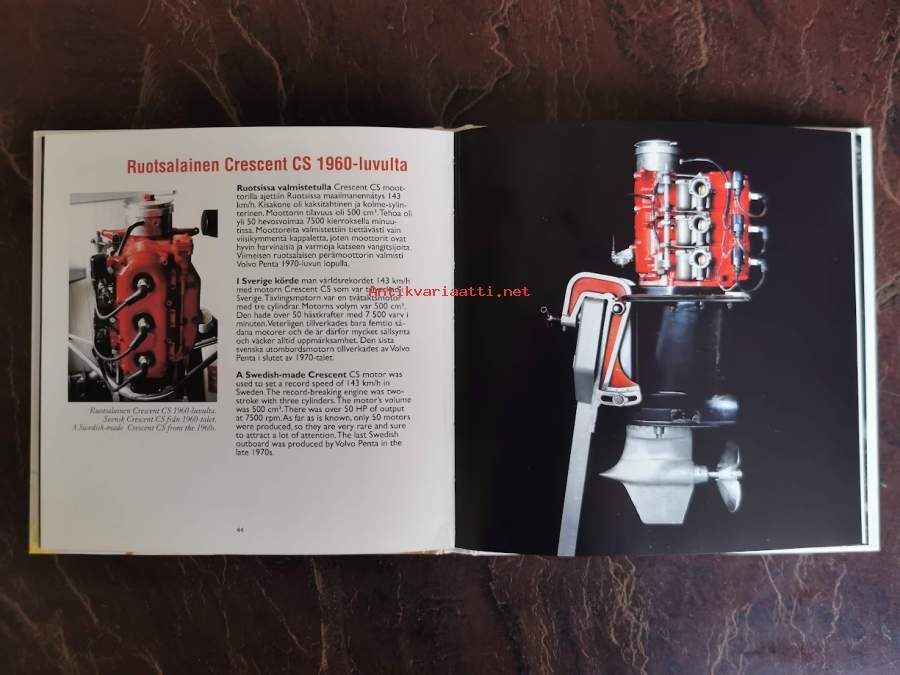 Ruotsalainen Crescent CS 1960-luvulta
Ruotsissa valmistetulla Crescent CS moot-
torilla ajettiin Ruotsissa maailmanennätys 143
km/h. Kisakone oli kaksitahtinen ja kolme-sylin-
terinen. Moottorin tilavuus oli 500 cm³. Tehoa oli
yli 50 hevosvoimaa 7500 kierroksella minuu-
tissa. Moottoreita valmistettiin tiettävästi vain
viisikymmentä kappaletta, joten moottorit ovat
hyvin harvinaisia ja varmoja katseen vangitsijoita.
Viimeisen ruotsalaisen perämoottorin valmisti
Volvo Penta 1970-luvun lopulla.
I Sverige körde man världsrekordet 143 km/h
med motorn Crescent CS som var
Sverige. Tävlingsmotorn var en tvåtaktsmotor
med tre cylindrar. Motorns volym var 500 cm³.
Den hade över 50 hästkrafter med 7 500 varv i
minuten. Veterligen tillverkades bara femtio så-
dana motorer och de är därför mycket sällsynta
och väcker alltid uppmärksamhet. Den sista
svenska utombordsmotorn tillverkades av Volvo
Penta i slutet av 1970-talet.
A Swedish-made Crescent CS motor was
used to set a record speed of 143 km/h in
Sweden. The record-breaking engine was two-
stroke with three cylinders. The motor's volume
was 500 cm³. There was over 50 HP of output
at 7500 rpm. As far as is known, only 50 motors
were produced, so they are very rare and sure
to attract a lot of attention. The last Swedish
outboard was produced by Volvo Penta in the
late 1970s.
Ruotsalainen Crescent CS 1960-luvulta.
Svensk Crescent CS från 1960-talet.
A Swedish-made Crescent CS from the 1960s.
44
Antikvariaatti.net